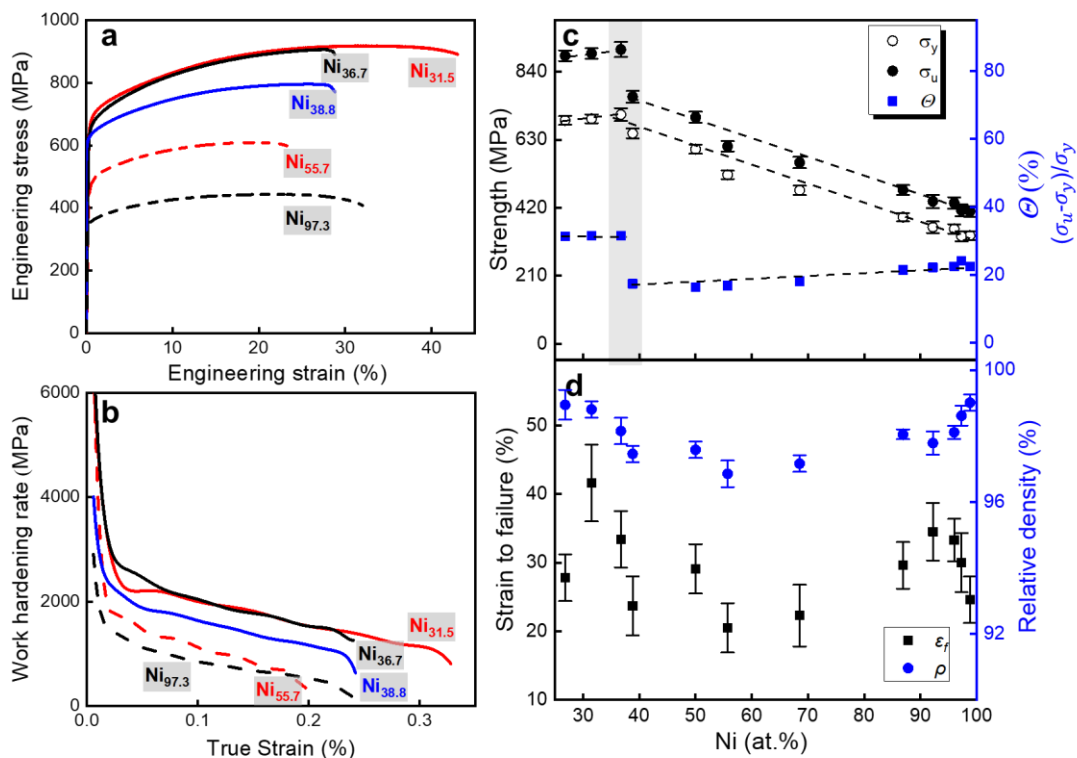 a
Engineering stress (MPa)
1000
800
600
400
200
0
Ni36.7
Ni31.5
Ni38.8
Ni55.7
Ni97.3
0 10 20 30 40
Engineering strain (%)
b
Work hardening rate (MPa)
6000
4000
2000
0
Ni31.5
Ni36.7
Ni38.8
Ni97.3
Ni55.7
0.0 0.1 0.2 0.3
True Strain (%)
c
Strength (MPa)
840
630
420
210
0
σy
σu
Θ
80
60
40
20
0
Θ (%)
(σu-σy)/σy
d
Strain to failure (%)
50
40
30
20
10
100
96
92
Relative density (%)
εf
ρ
30 40 50 60 70 80 90 100
Ni (at.%)